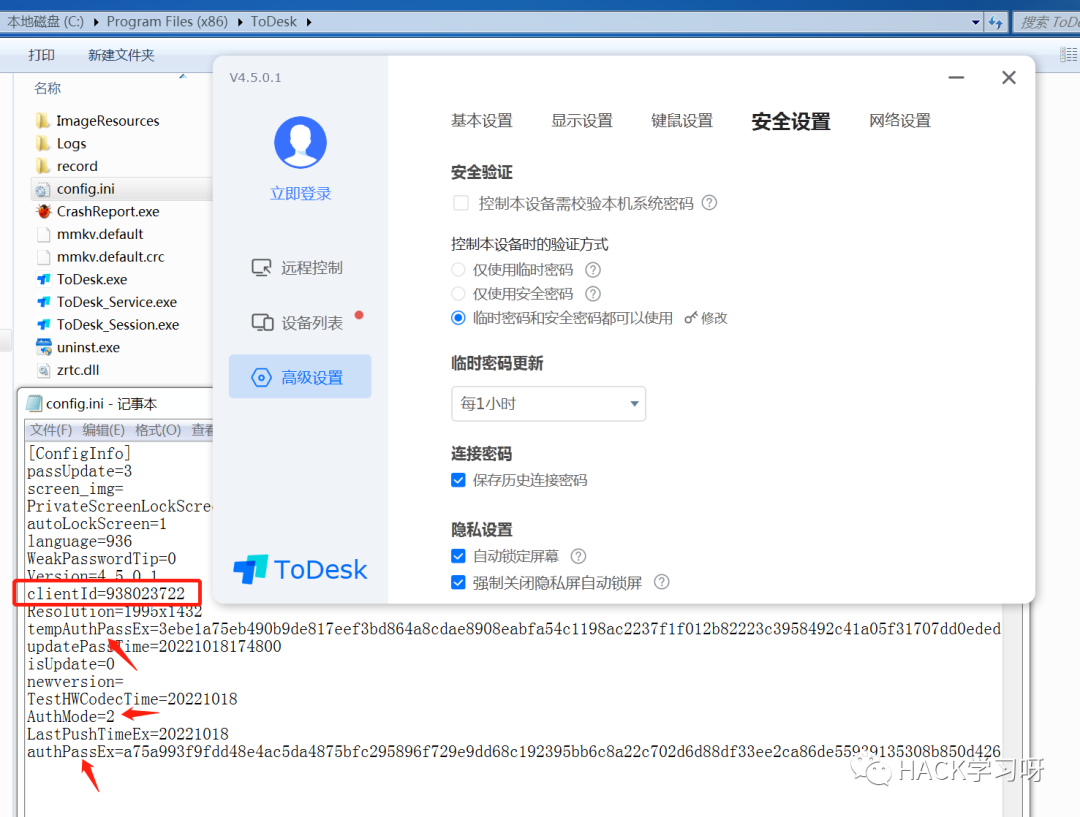 本地磁盘 (C:) Program Files (x86) ToDesk 搜索 ToDe
打印 新建文件夹
名称
ImageResources
Logs
record
config.ini
CrashReport.exe
mmkv.default
mmkv.default.crc
ToDesk.exe
ToDesk_Service.exe
ToDesk_Session.exe
uninst.exe
zrtc.dll
V4.5.0.1
立即登录
远程控制
设备列表
高级设置
ToDesk
基本设置 显示设置 键鼠设置 安全设置 网络设置
安全验证
控制本设备需校验本机系统密码 ?
控制本设备时的验证方式
仅使用临时密码 ?
仅使用安全密码 ?
临时密码和安全密码都可以使用 修改
临时密码更新
每1小时
连接密码
保存历史连接密码
隐私设置
自动锁定屏幕 ?
强制关闭隐私屏自动锁屏 ?
config.ini - 记事本
文件(F) 编辑(E) 格式(O) 查看
[ConfigInfo]
passUpdate=3
screen_img=
PrivateScreenLockScre
autoLockScreen=1
language=936
WeakPasswordTip=0
Version=4.5.0.1
clientId=938023722
Resolution=1995x1432
tempAuthPassEx=3ebe1a75eb490b9de817eef3bd864a8cdae8908eabfa54c1198ac2237f1f012b82223c3958492c41a05f31707dd0eded
updatePassTime=20221018174800
isUpdate=0
newversion=
TestHWCodecTime=20221018
AuthMode=2
LastPushTimeEx=20221018
authPassEx=a75a993f9fdd48e4ac5da4875bfc295896f729e9dd68c192395bb6c8a22c702d6d88df33ee2ca86de55939135308b850d426
HACK学习呀